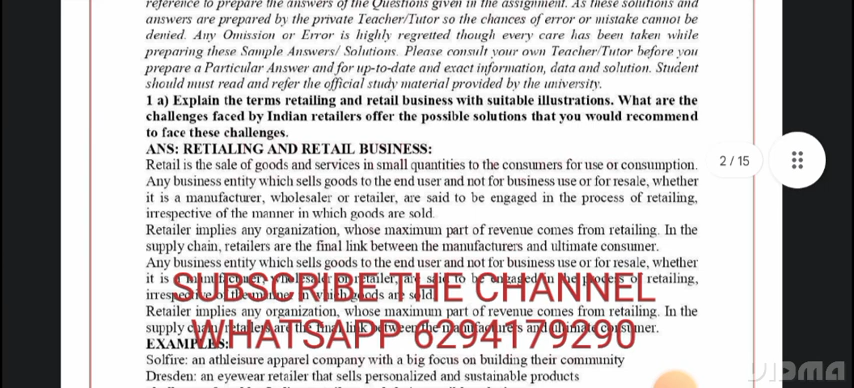 reference to prepare the answers of the Questions given in the assignment. As these solutions and
answers are prepared by the private Teacher/Tutor so the chances of error or mistake cannot be
denied. Any Omission or Error is highly regretted though every care has been taken while
preparing these Sample Answers/ Solutions. Please consult your own Teacher/Tutor before you
prepare a Particular Answer and for up-to-date and exact information, data and solution. Student
should must read and refer the official study material provided by the university.
1 a) Explain the terms retailing and retail business with suitable illustrations. What are the
challenges faced by Indian retailers offer the possible solutions that you would recommend
to face these challenges.
ANS: RETIALING AND RETAIL BUSINESS:
Retail is the sale of goods and services in small quantities to the consumers for use or consumption.
Any business entity which sells goods to the end user and not for business use or for resale, whether
it is a manufacturer, wholesaler or retailer, are said to be engaged in the process of retailing,
irrespective of the manner in which goods are sold.
Retailer implies any organization, whose maximum part of revenue comes from retailing. In the
supply chain, retailers are the final link between the manufacturers and ultimate consumer.
Any business entity which sells goods to the end user and not for business use or for resale, whether
it is a manufacturer, wholesaler or retailer, are said to be engaged in the process of retailing,
irrespective of the manner in which goods are sold.
Retailer implies any organization, whose maximum part of revenue comes from retailing. In the
supply chain, retailers are the final link between the manufacturers and ultimate consumer.
EXAMPLES:
Solfire: an athleisure apparel company with a big focus on building their community
Dresden: an eyewear retailer that sells personalized and sustainable products
2 / 15
SUBSCRIBE THE CHANNEL
WHATSAPP 6294179290
VIDMA